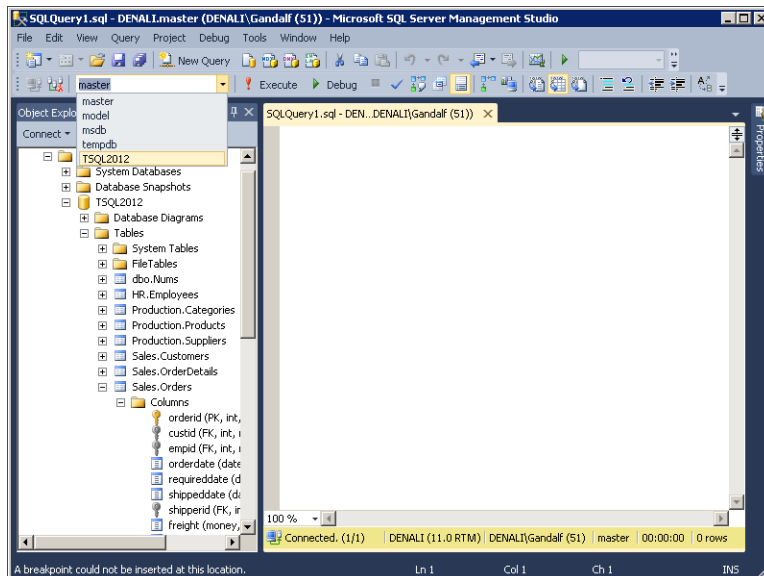 SQLQuery1.sql - DENALI.master (DENALI\Gandalf (51)) - Microsoft SQL Server Management Studio
File Edit View Query Project Debug Tools Window Help
New Query
master
Execute Debug
master
model
msdb
tempdb
TSQL2012
Object Explo
SQLQuery1.sql - DEN...DENALI\Gandalf (51))
Connect
Properties
System Databases
Database Snapshots
TSQL2012
Database Diagrams
Tables
System Tables
FileTables
dbo.Nums
HR.Employees
Production.Categories
Production.Products
Production.Suppliers
Sales.Customers
Sales.OrderDetails
Sales.Orders
Columns
orderid (PK, int,
custid (FK, int,
empid (FK, int,
orderdate (date
requireddate (d
shippeddate (da
shipperid (FK, in
freight (money,
100 %
Connected. (1/1) DENALI (11.0 RTM) DENALI\Gandalf (51) master 00:00:00 0 rows
A breakpoint could not be inserted at this location. Ln 1 Col 1 Ch 1 INS